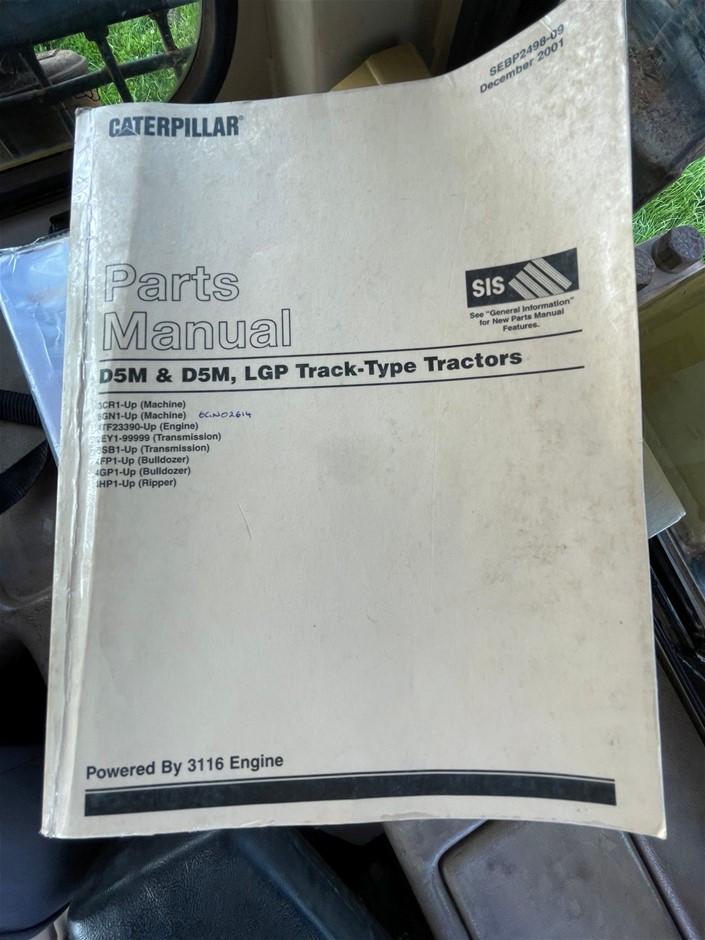 SEBP2498-09
December 2001
CATERPILLAR®
Parts
Manual
SIS
See "General Information"
for New Parts Manual
Features.
D5M & D5M, LGP Track-Type Tractors
(Machine)
(Machine) 6GN02614
(Engine)
(Transmission)
(Transmission)
(Bulldozer)
(Bulldozer)
(Ripper)
Powered By 3116 Engine